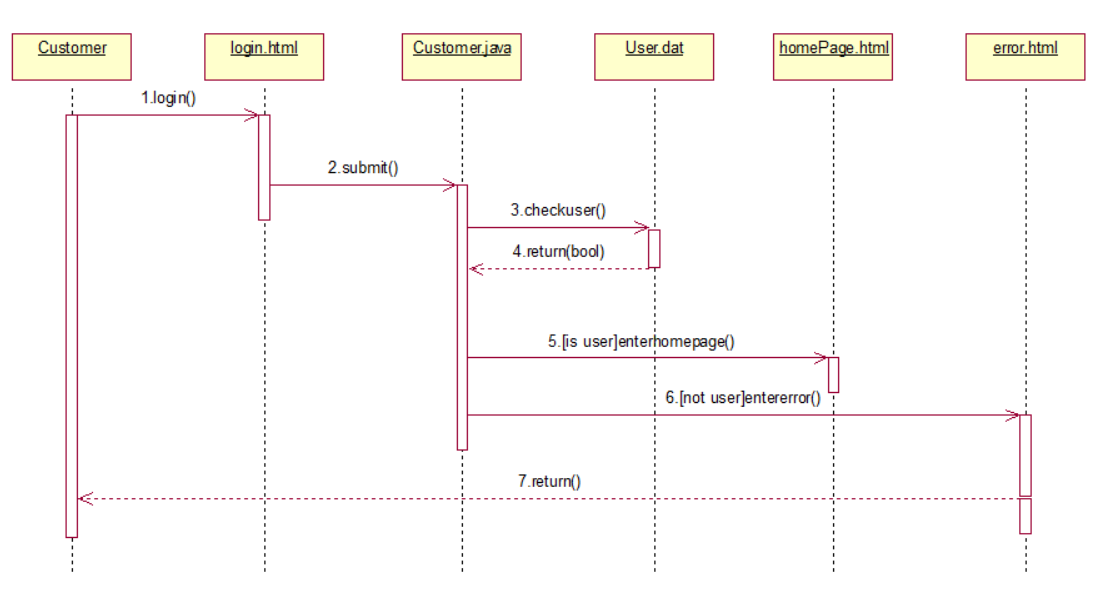 Customer
login.html
Customer.java
User.dat
homePage.html
error.html
1.login()
2.submit()
3.checkuser()
4.return(bool)
5.[is user]enterhomepage()
6.[not user]entererror()
7.return()